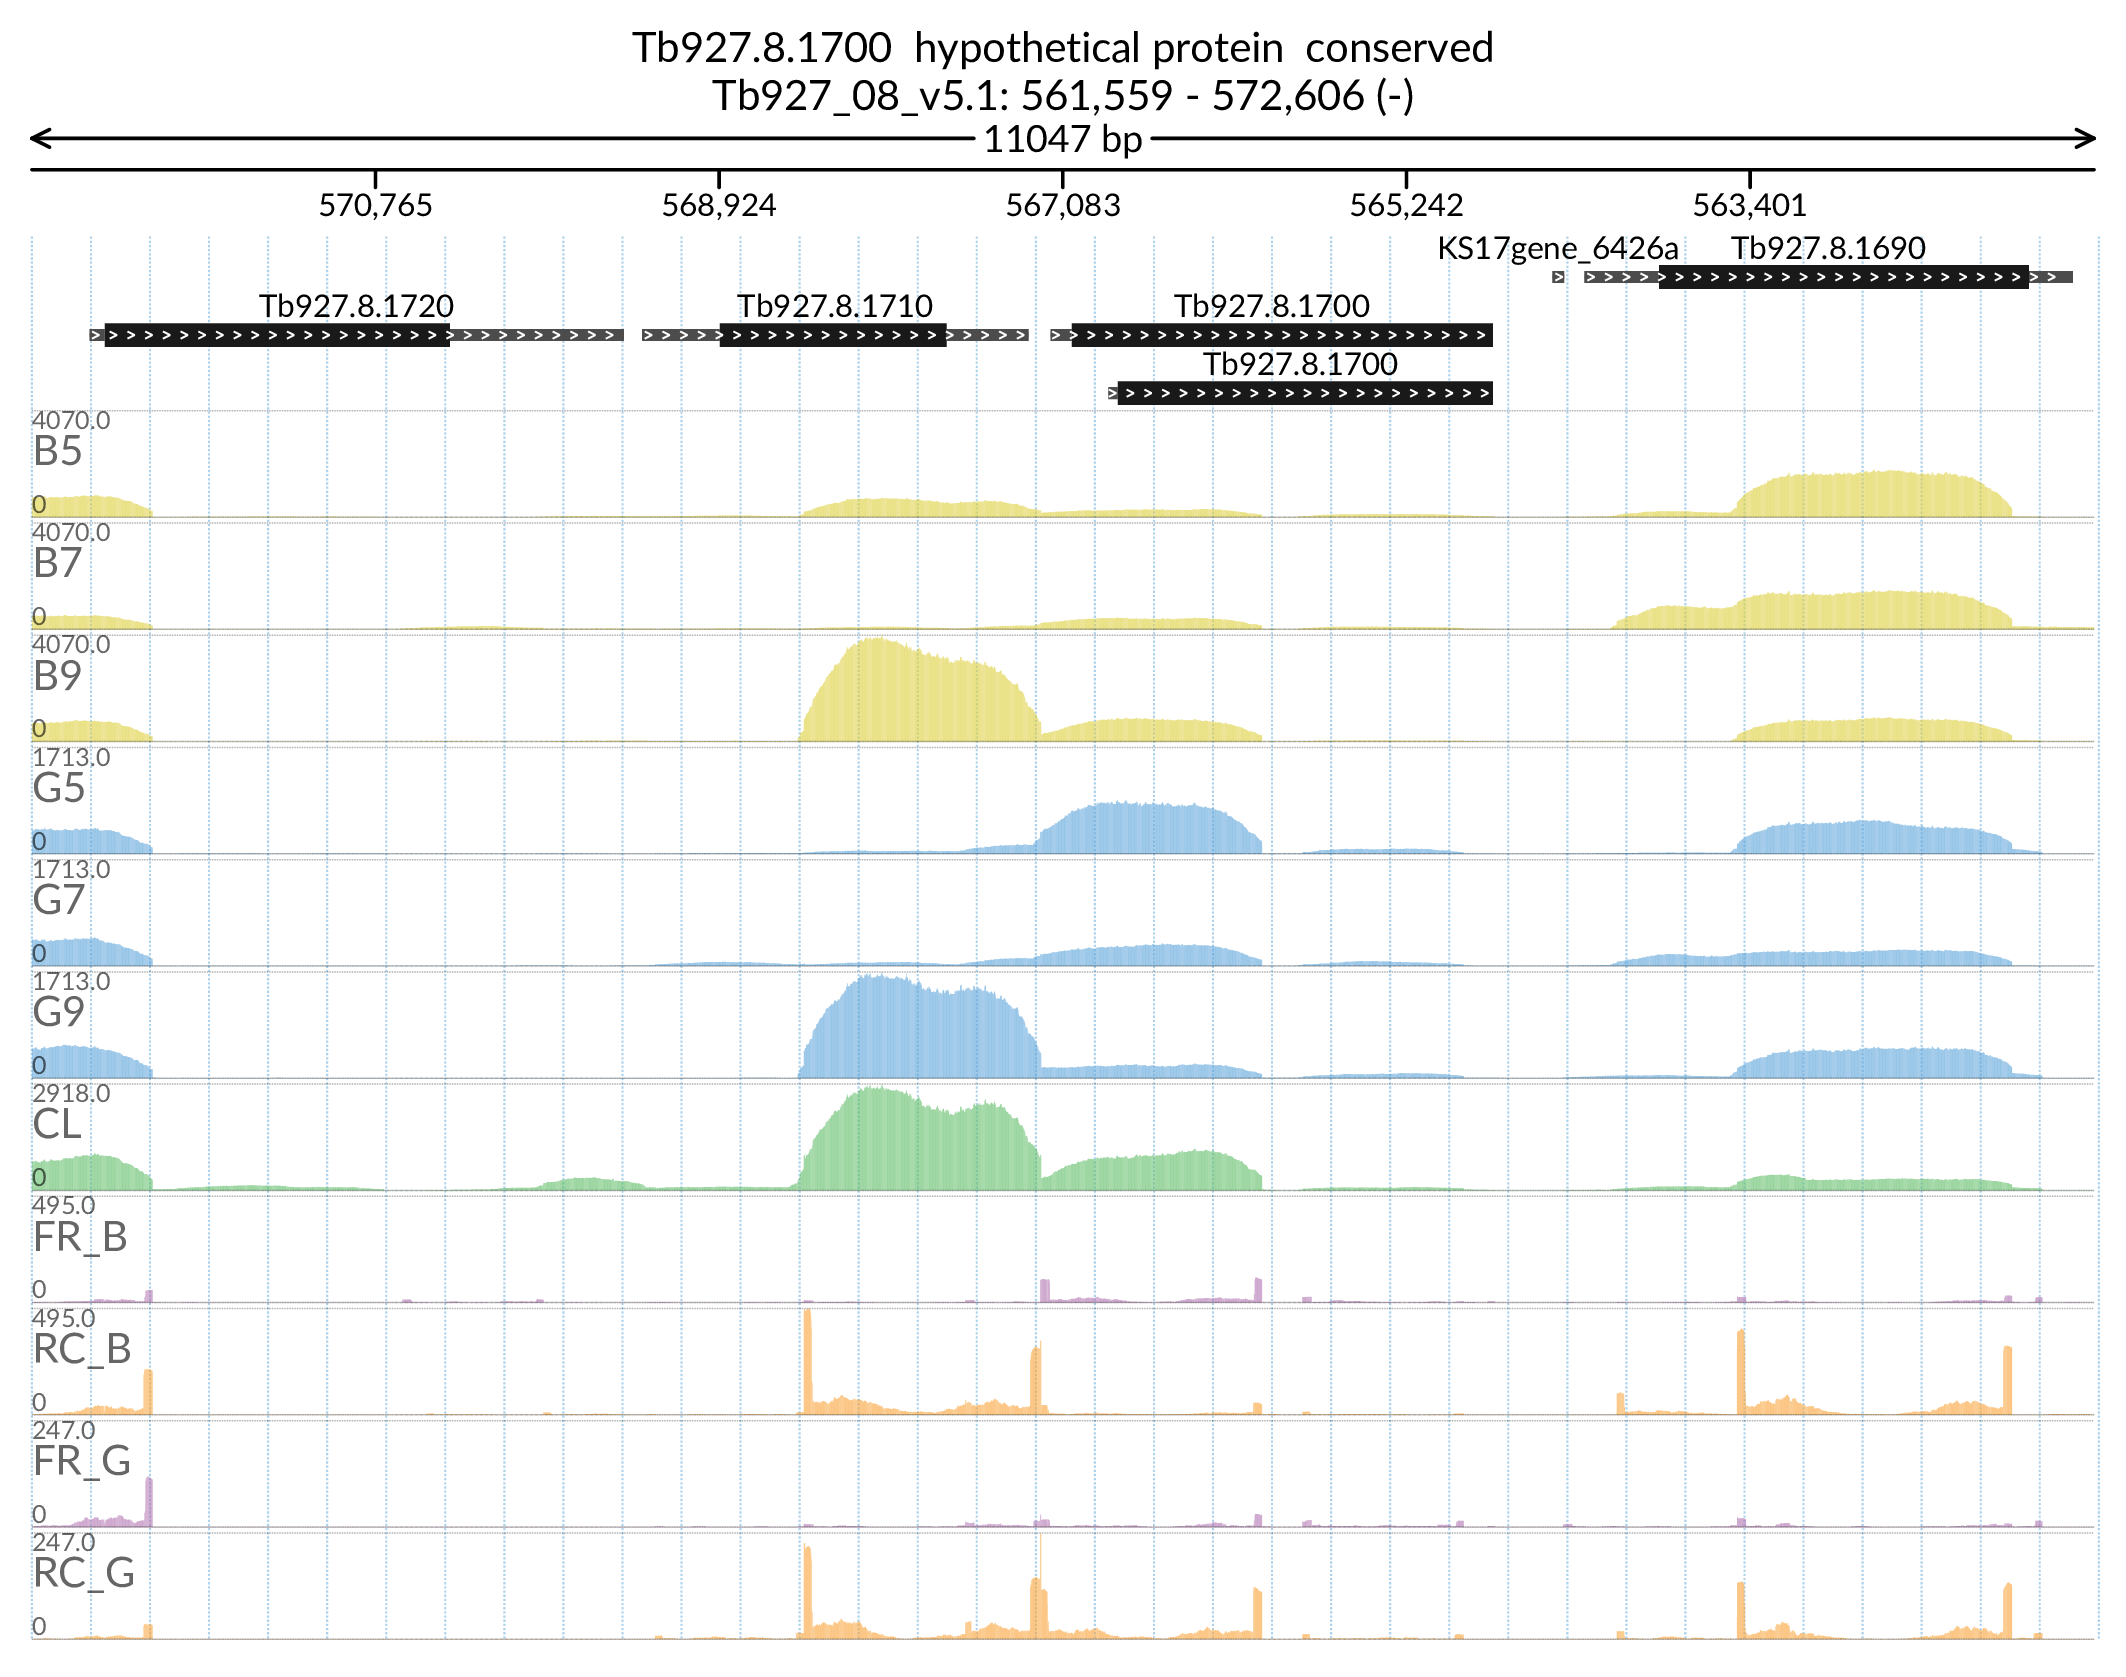 Tb927.8.1700 hypothetical protein conserved
Tb927_08_v5.1: 561,559 - 572,606 (-)
11047 bp
570,765 568,924 567,083 565,242 563,401
KS17gene_6426a Tb927.8.1690
Tb927.8.1720 Tb927.8.1710 Tb927.8.1700
Tb927.8.1700
4070.0
B5
0
4070.0
B7
0
4070.0
B9
0
1713.0
G5
0
1713.0
G7
0
1713.0
G9
0
2918.0
CL
0
495.0
FR_B
0
495.0
RC_B
0
247.0
FR_G
0
247.0
RC_G
0